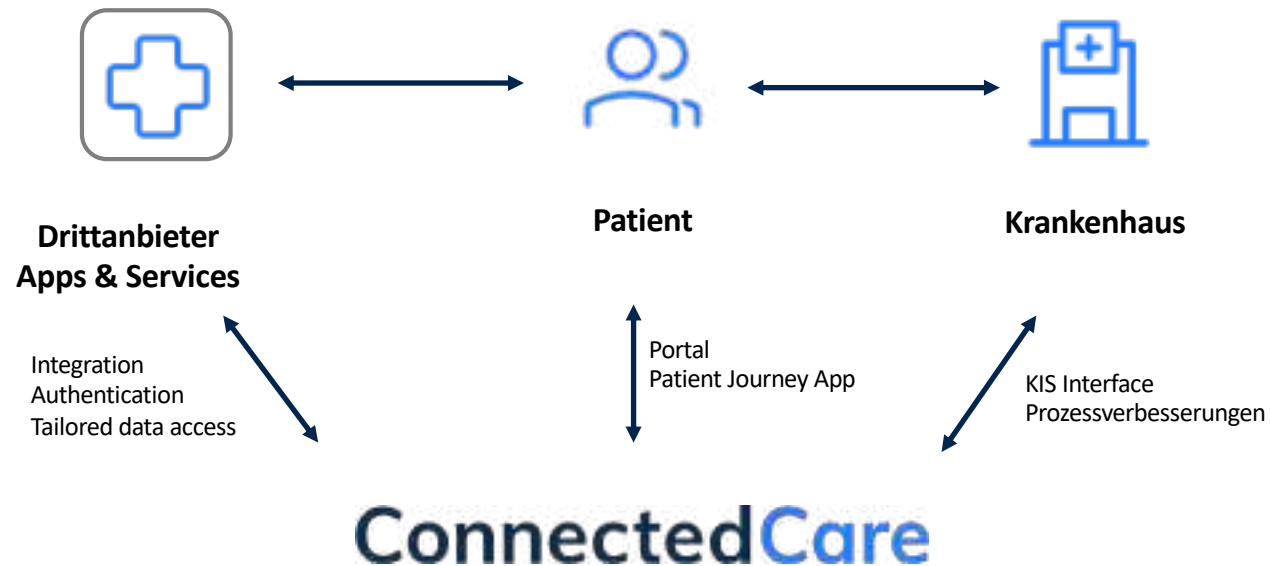 Drittanbieter
Apps & Services
Patient
Krankenhaus
Integration
Authentication
Tailored data access
Portal
Patient Journey App
KIS Interface
Prozessverbesserungen
ConnectedCare